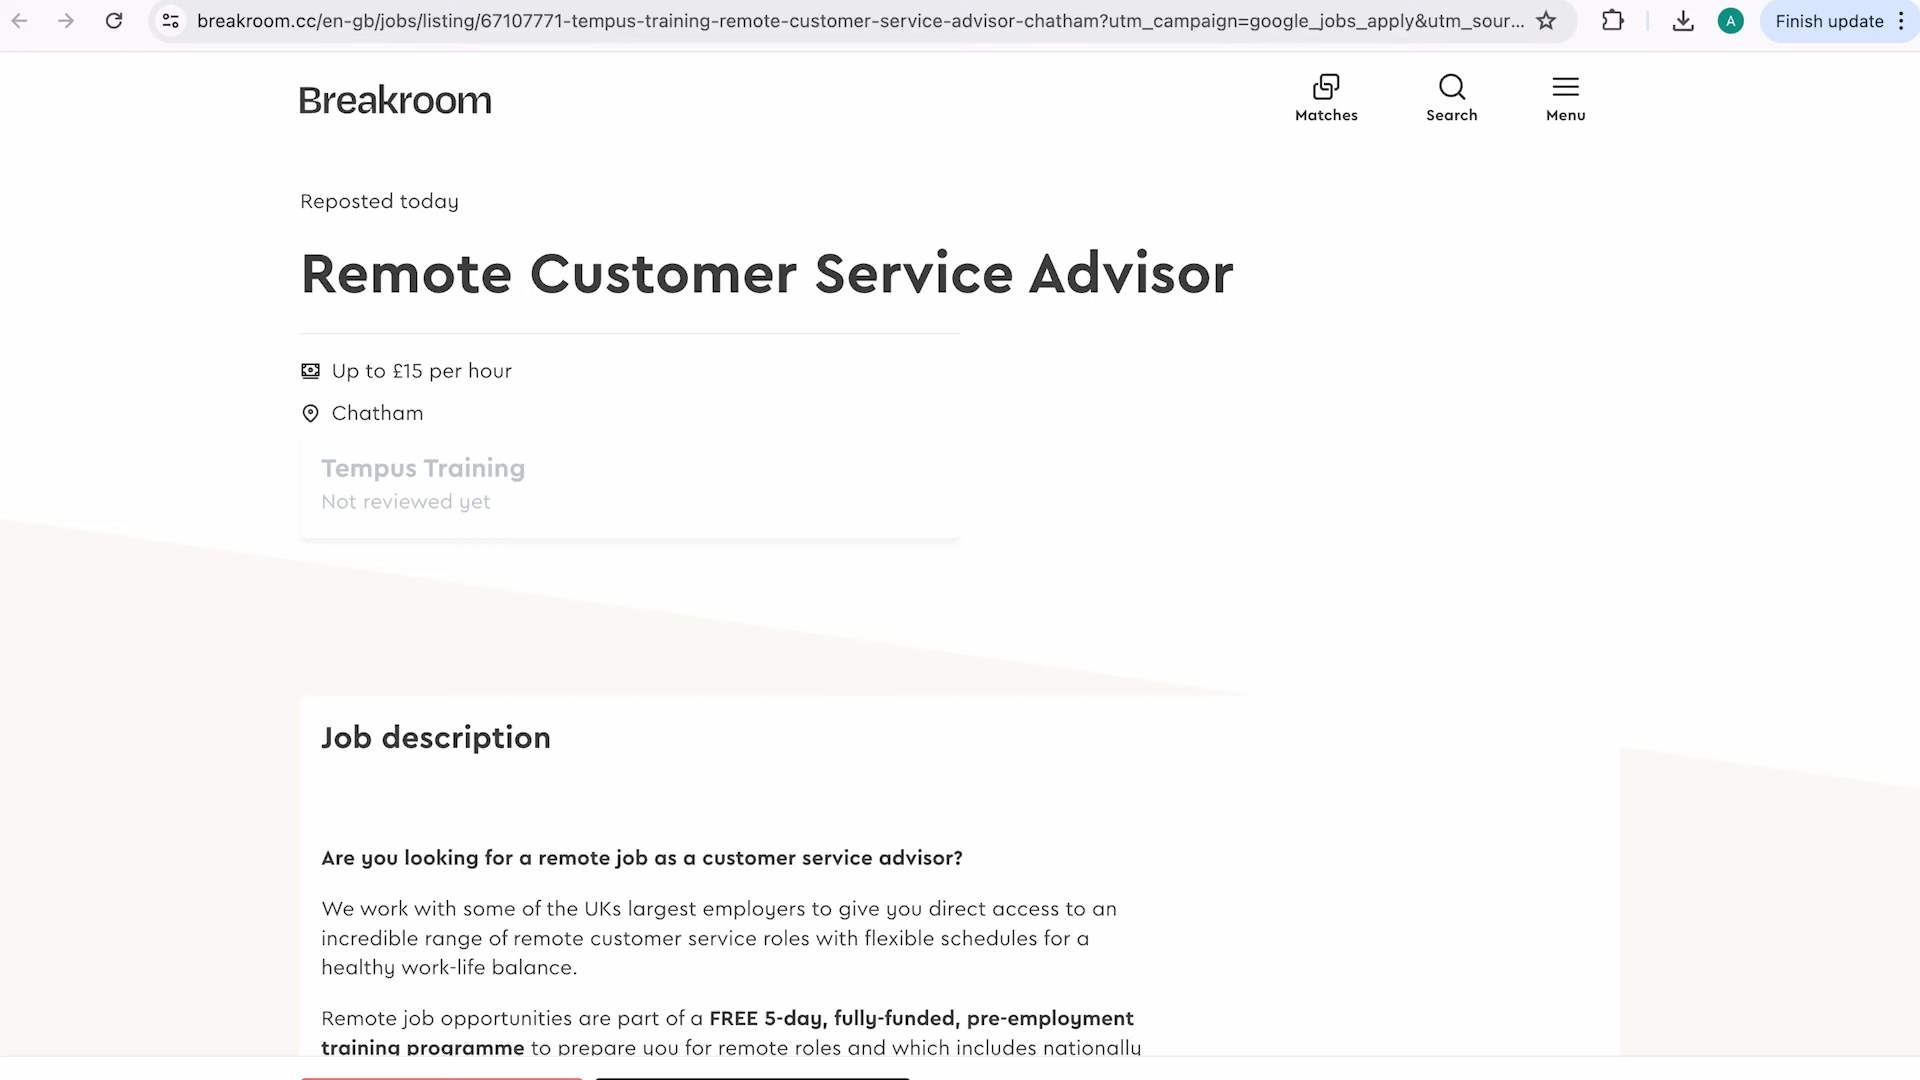 breakroom.cc/en-gb/jobs/listing/67107771-tempus-training-remote-customer-service-advisor-chatham?utm_campaign=google_jobs_apply&utm_sour...
A
Finish update
Breakroom
Matches
Search
Menu
Reposted today
Remote Customer Service Advisor
Up to £15 per hour
Chatham
Tempus Training
Not reviewed yet
Job description
Are you looking for a remote job as a customer service advisor?
We work with some of the UKs largest employers to give you direct access to an
incredible range of remote customer service roles with flexible schedules for a
healthy work-life balance.
Remote job opportunities are part of a FREE 5-day, fully-funded, pre-employment
training programme to prepare you for remote roles and which includes nationally